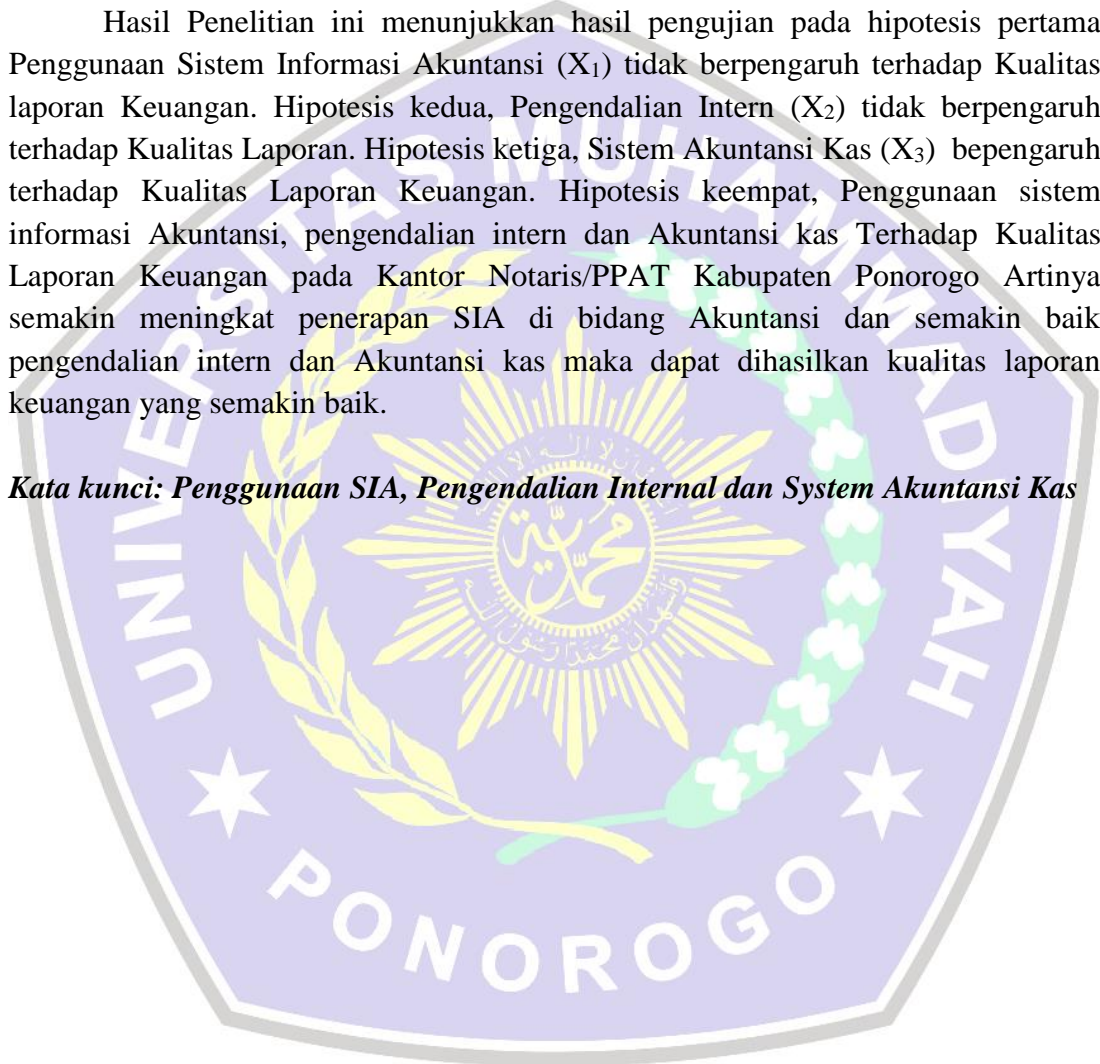 Hasil Penelitian ini menunjukkan hasil pengujian pada hipotesis pertama
Penggunaan Sistem Informasi Akuntansi (X₁) tidak berpengaruh terhadap Kualitas
laporan Keuangan. Hipotesis kedua, Pengendalian Intern (X₂) tidak berpengaruh
terhadap Kualitas Laporan. Hipotesis ketiga, Sistem Akuntansi Kas (X₃) bepengaruh
terhadap Kualitas Laporan Keuangan. Hipotesis keempat, Penggunaan sistem
informasi Akuntansi, pengendalian intern dan Akuntansi kas Terhadap Kualitas
Laporan Keuangan pada Kantor Notaris/PPAT Kabupaten Ponorogo Artinya
semakin meningkat penerapan SIA di bidang Akuntansi dan semakin baik
pengendalian intern dan Akuntansi kas maka dapat dihasilkan kualitas laporan
keuangan yang semakin baik.
Kata kunci: Penggunaan SIA, Pengendalian Internal dan System Akuntansi Kas
UNIVERSITAS MUHAMMADIYAH
PONOROGO
محمدية